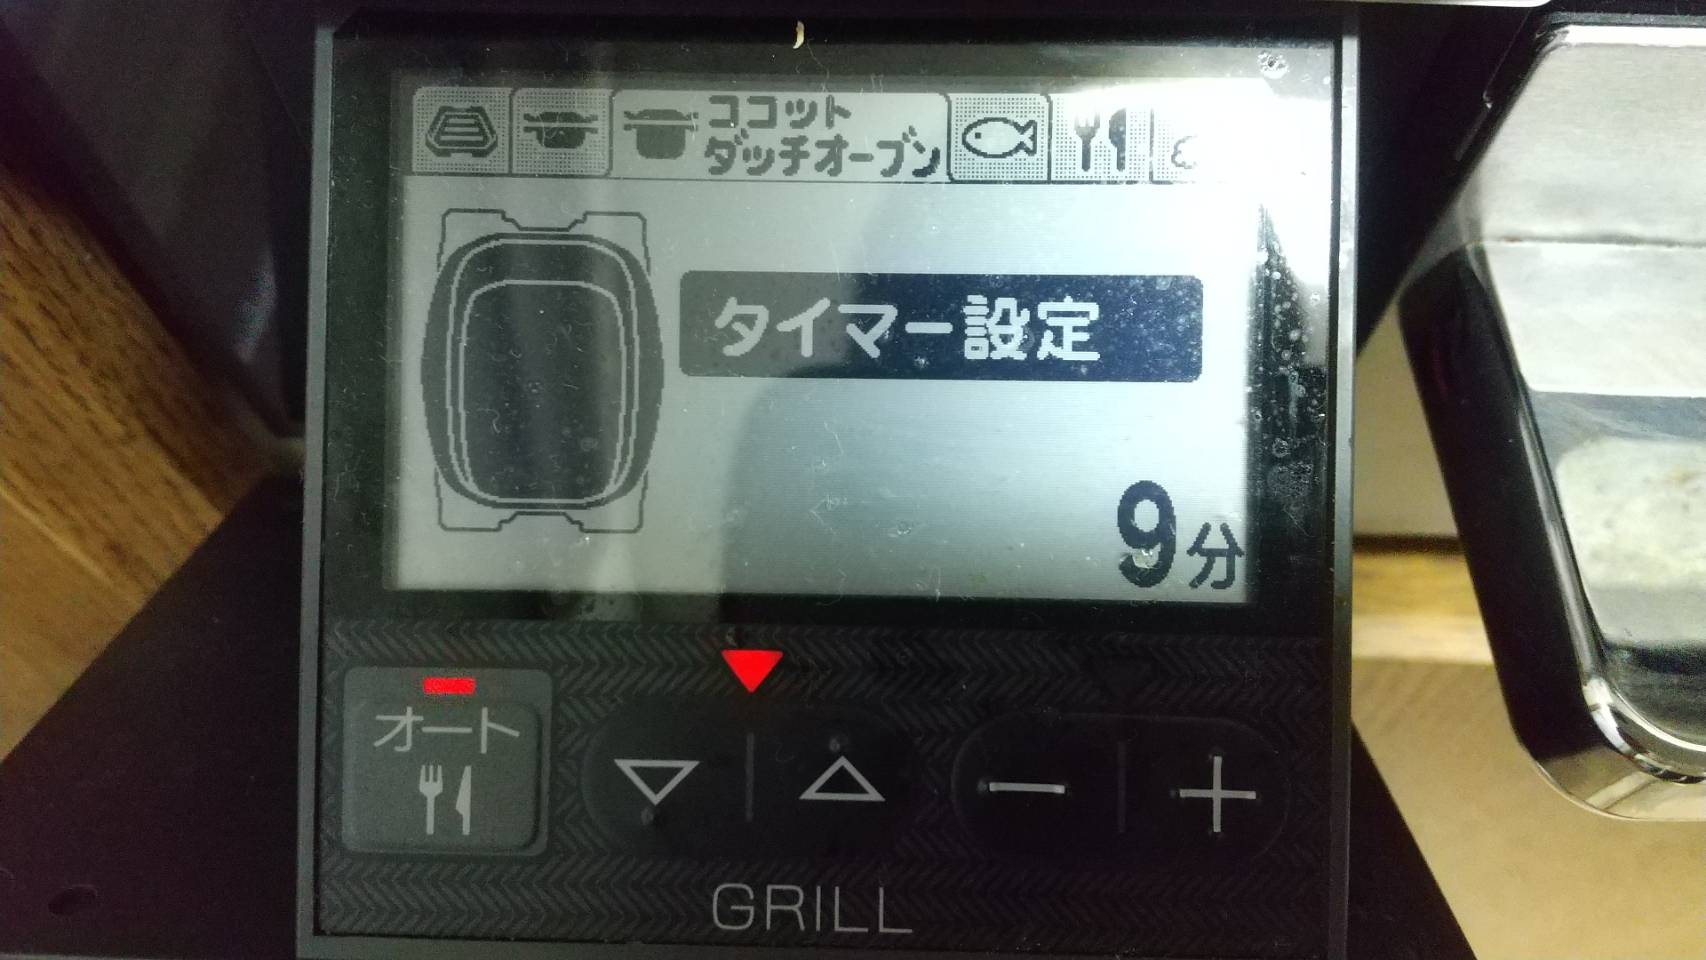 ココット
ダッチオーブン
タイマー設定
9分
オート
GRILL